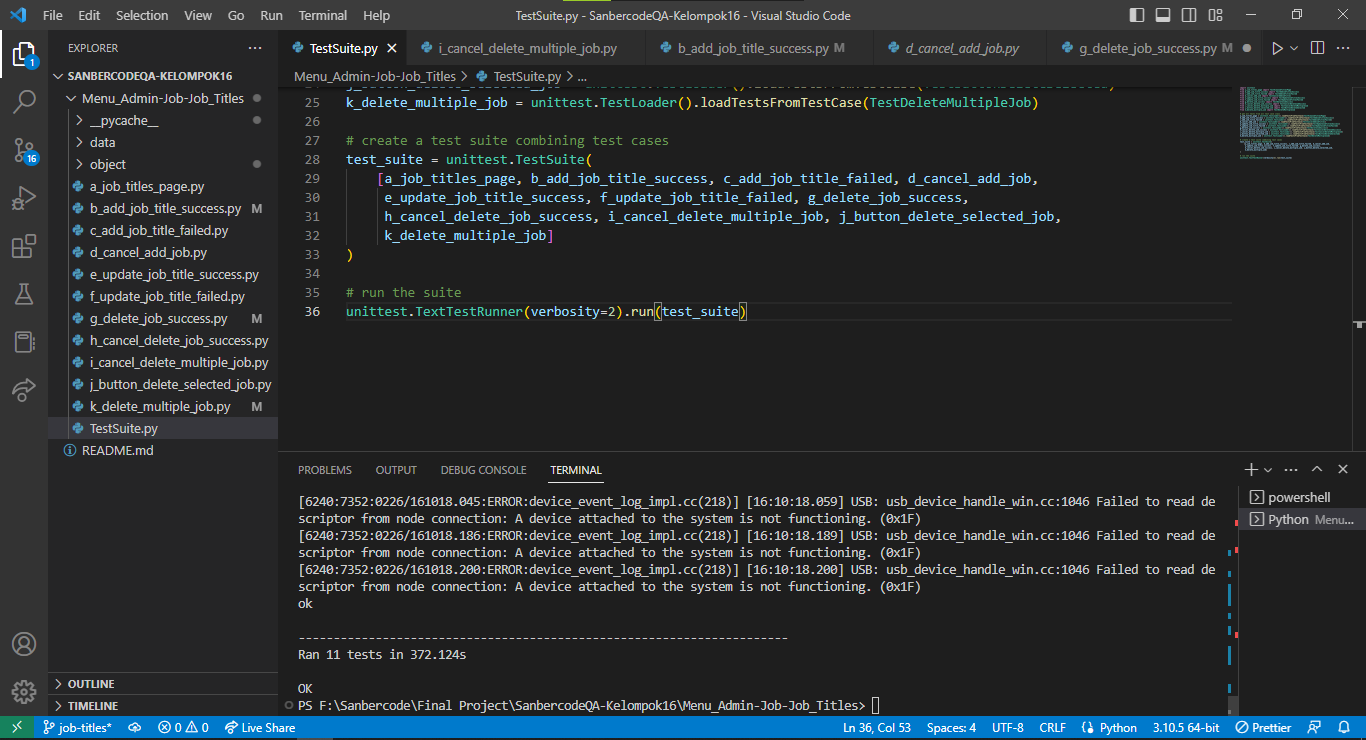 File Edit Selection View Go Run Terminal Help TestSuite.py - SanbercodeQA-Kelompok16 - Visual Studio Code
EXPLORER
1
16
SANBERCODEQA-KELOMPOK16
Menu_Admin-Job-Job_Titles
__pycache__
data
object
a_job_titles_page.py
b_add_job_title_success.py M
c_add_job_title_failed.py
d_cancel_add_job.py
e_update_job_title_success.py
f_update_job_title_failed.py
g_delete_job_success.py M
h_cancel_delete_job_success.py
i_cancel_delete_multiple_job.py
j_button_delete_selected_job.py
k_delete_multiple_job.py M
TestSuite.py
README.md
OUTLINE
TIMELINE
TestSuite.py i_cancel_delete_multiple_job.py b_add_job_title_success.py M d_cancel_add_job.py g_delete_job_success.py M
Menu_Admin-Job-Job_Titles > TestSuite.py > ...
25 k_delete_multiple_job = unittest.TestLoader().loadTestsFromTestCase(TestDeleteMultipleJob)
26
27 # create a test suite combining test cases
28 test_suite = unittest.TestSuite(
29 [a_job_titles_page, b_add_job_title_success, c_add_job_title_failed, d_cancel_add_job,
30 e_update_job_title_success, f_update_job_title_failed, g_delete_job_success,
31 h_cancel_delete_job_success, i_cancel_delete_multiple_job, j_button_delete_selected_job,
32 k_delete_multiple_job]
33 )
34
35 # run the suite
36 unittest.TextTestRunner(verbosity=2).run(test_suite)
PROBLEMS OUTPUT DEBUG CONSOLE TERMINAL
[6240:7352:0226/161018.045:ERROR:device_event_log_impl.cc(218)] [16:10:18.059] USB: usb_device_handle_win.cc:1046 Failed to read de
scriptor from node connection: A device attached to the system is not functioning. (0x1F)
[6240:7352:0226/161018.186:ERROR:device_event_log_impl.cc(218)] [16:10:18.189] USB: usb_device_handle_win.cc:1046 Failed to read de
scriptor from node connection: A device attached to the system is not functioning. (0x1F)
[6240:7352:0226/161018.200:ERROR:device_event_log_impl.cc(218)] [16:10:18.200] USB: usb_device_handle_win.cc:1046 Failed to read de
scriptor from node connection: A device attached to the system is not functioning. (0x1F)
ok
----------------------------------------------------------------------
Ran 11 tests in 372.124s
OK
PS F:\Sanbercode\Final Project\SanbercodeQA-Kelompok16\Menu_Admin-Job-Job_Titles>
powershell
Python Menu...
job-titles* 0 0 Live Share Ln 36, Col 53 Spaces: 4 UTF-8 CRLF Python 3.10.5 64-bit Prettier